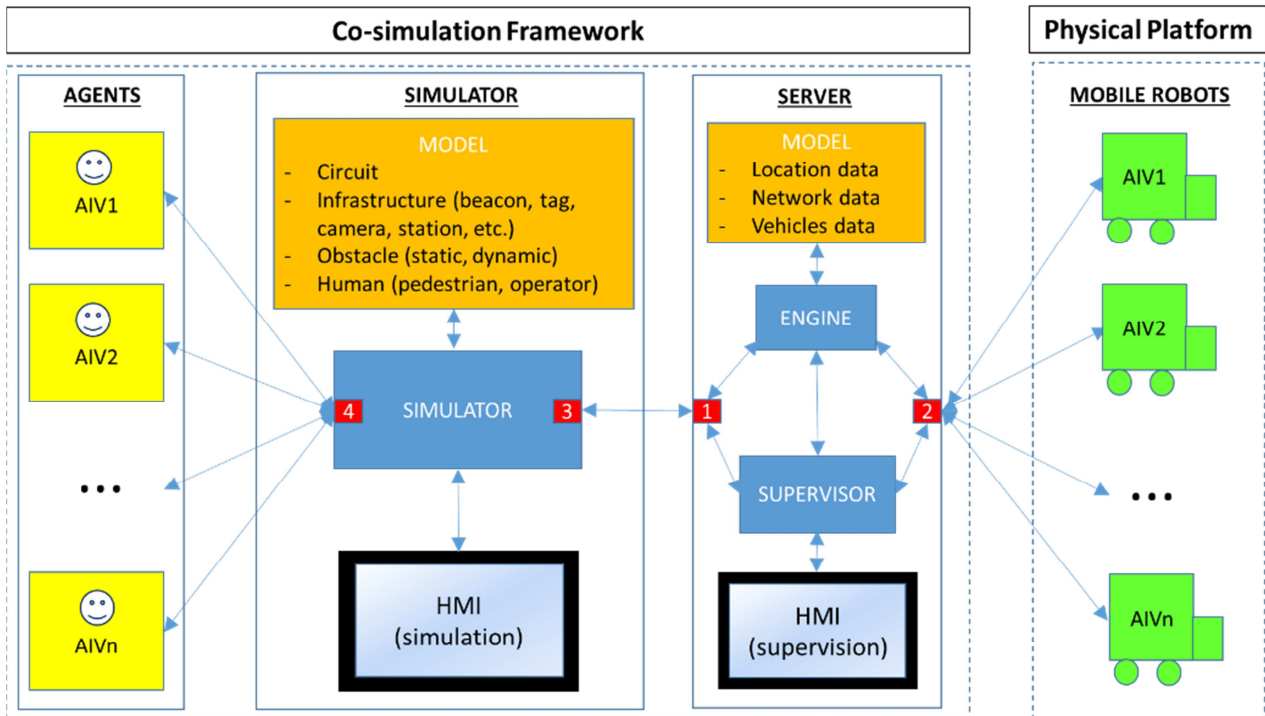 Co-simulation Framework
Physical Platform
AGENTS
AIV1
AIV2
...
AIVn
SIMULATOR
MODEL
- Circuit
- Infrastructure (beacon, tag,
camera, station, etc.)
- Obstacle (static, dynamic)
- Human (pedestrian, operator)
4
SIMULATOR
3
HMI
(simulation)
SERVER
MODEL
- Location data
- Network data
- Vehicles data
ENGINE
1
2
SUPERVISOR
HMI
(supervision)
MOBILE ROBOTS
AIV1
AIV2
...
AIVn